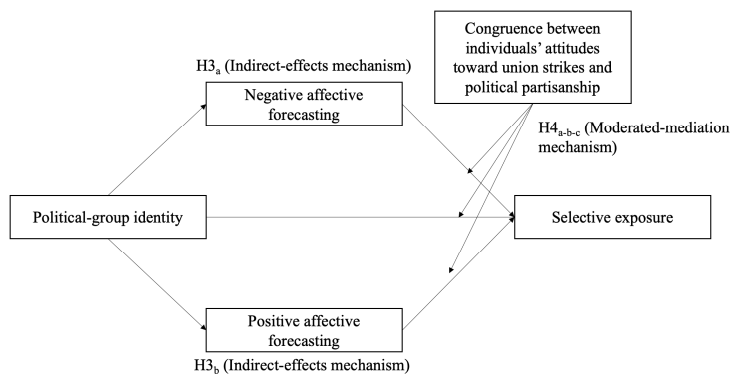 Congruence between
individuals' attitudes
toward union strikes and
political partisanship
H3a (Indirect-effects mechanism)
Negative affective
forecasting
H4a-b-c (Moderated-mediation
mechanism)
Political-group identity
Selective exposure
Positive affective
forecasting
H3b (Indirect-effects mechanism)